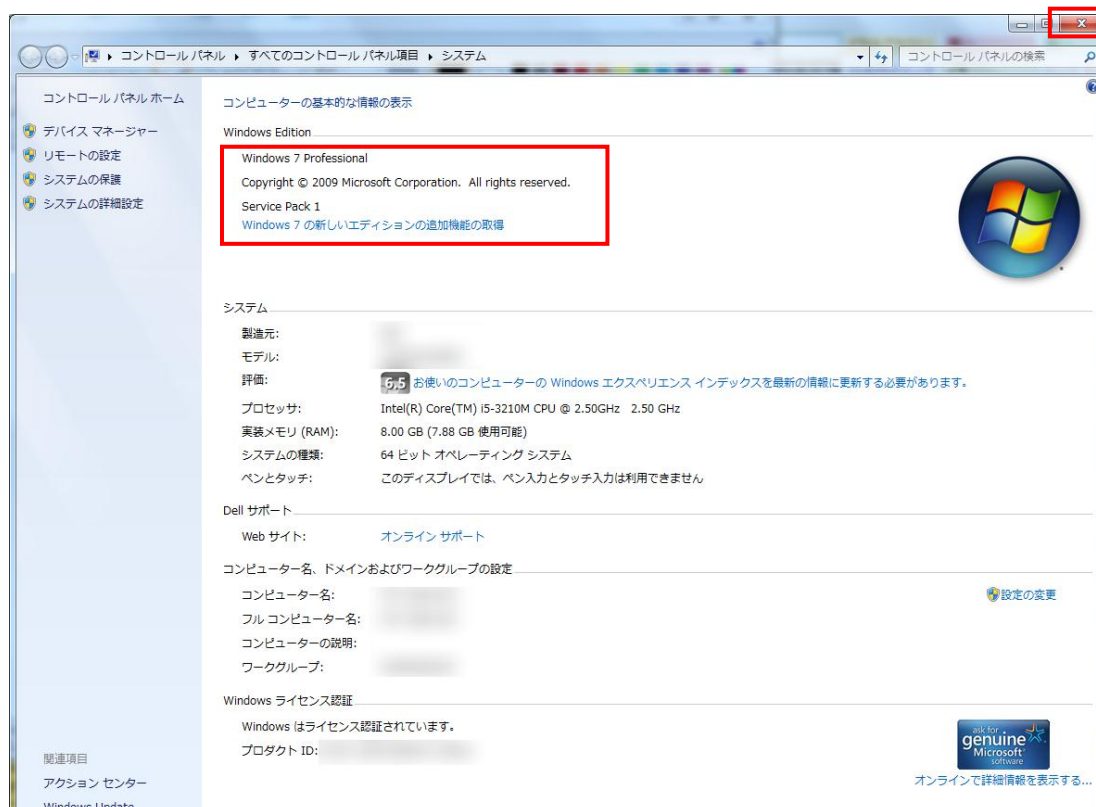 コントロール パネル ▸ すべてのコントロール パネル項目 ▸ システム
コントロール パネルの検索
コントロール パネル ホーム
デバイス マネージャー
リモートの設定
システムの保護
システムの詳細設定
コンピューターの基本的な情報の表示
Windows Edition
Windows 7 Professional
Copyright © 2009 Microsoft Corporation. All rights reserved.
Service Pack 1
Windows 7 の新しいエディションの追加機能の取得
システム
製造元:
モデル:
評価: 6,5 お使いのコンピューターの Windows エクスペリエンス インデックスを最新の情報に更新する必要があります。
プロセッサ: Intel(R) Core(TM) i5-3210M CPU @ 2.50GHz 2.50 GHz
実装メモリ (RAM): 8.00 GB (7.88 GB 使用可能)
システムの種類: 64 ビット オペレーティング システム
ペンとタッチ: このディスプレイでは、ペン入力とタッチ入力は利用できません
Dell サポート
Web サイト: オンライン サポート
コンピューター名、ドメインおよびワークグループの設定
コンピューター名:
設定の変更
フル コンピューター名:
コンピューターの説明:
ワークグループ:
Windows ライセンス認証
Windows はライセンス認証されています。
プロダクト ID:
ask for
genuine
Microsoft
software
オンラインで詳細情報を表示する...
関連項目
アクション センター
Windows Update